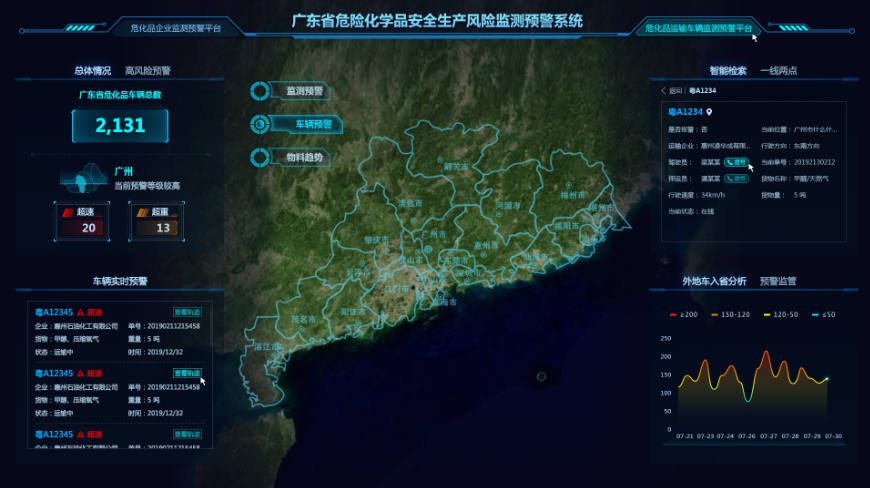 广东省危险化学品安全生产风险监测预警系统
危化品企业监测预警平台
危化品运输车辆监测预警平台
总体情况 高风险预警
广东省危化品车辆总数
2,131
广州
当前预警等级较高
超速
20
超重
13
车辆实时预警
粤A12345 超速 查看轨迹
企业：惠州石油化工有限公司 单号：20190211215458
货物：甲醇、压缩氧气 重量：5 吨
状态：运输中 时间：2019/12/32
粤A12345 超速 查看轨迹
企业：惠州石油化工有限公司 单号：20190211215458
货物：甲醇、压缩氧气 重量：5 吨
状态：运输中 时间：2019/12/32
粤A12345 超速 查看轨迹
监测预警
车辆预警
物料趋势
韶关市
清远市
河源市
梅州市
潮州市
肇庆市
广州市
惠州市
揭阳市
汕头市
汕尾市
云浮市
佛山市
东莞市
深圳市
江门市
珠海市
阳江市
茂名市
湛江市
智能检索 一线两点
返回 粤A1234
粤A1234
是否报警：否 当前位置：广州市什么什...
运输企业：惠州凌华成有限... 行驶方向：东南方向
驾驶员：梁某某 拨号 当前单号：20192130212
押运员：潘某某 拨号 货物名称：甲醛/天然气
行驶速度：34km/h 货物量：5 吨
当前状态：在线
外地车入省分析 预警监管
≥200 150-120 120-50 ≤50
250
200
150
100
50
0
07-21 07-23 07-24 07-26 07-27 07-28 07-29 07-30